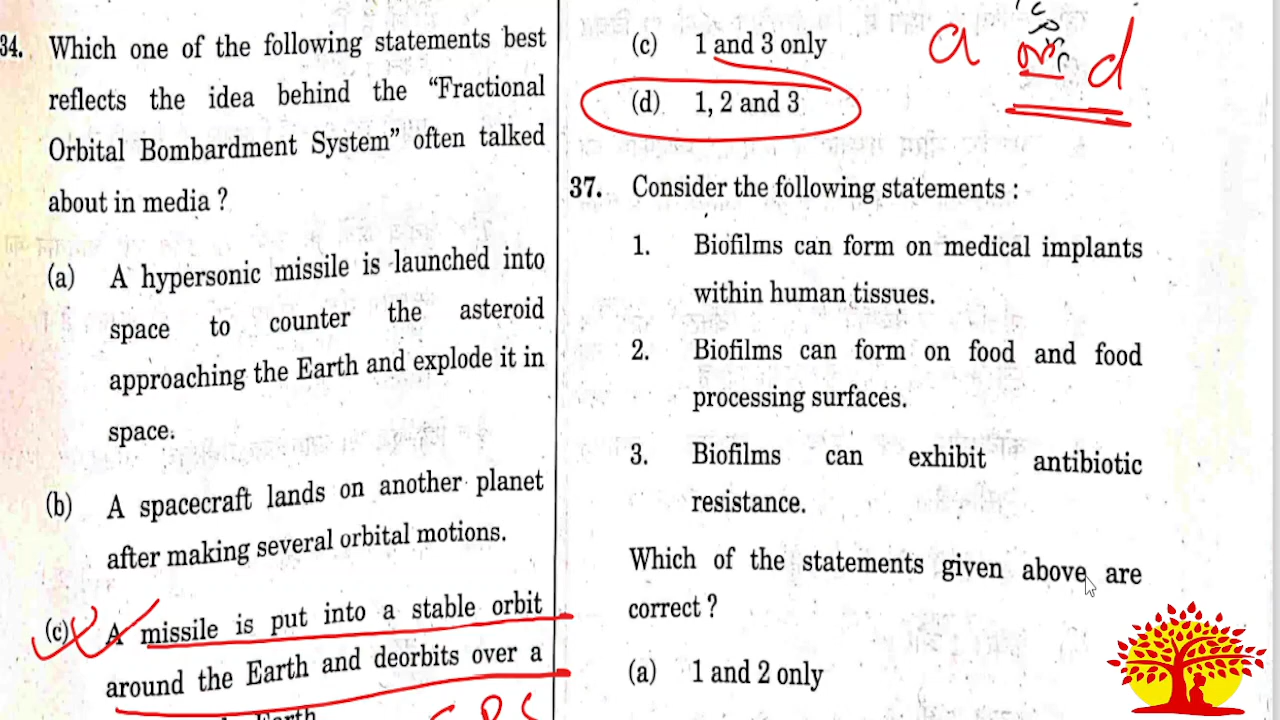 34. Which one of the following statements best
reflects the idea behind the “Fractional
Orbital Bombardment System” often talked
about in media ?
(a) A hypersonic missile is launched into
space to counter the asteroid
approaching the Earth and explode it in
space.
(b) A spacecraft lands on another planet
after making several orbital motions.
(c) A missile is put into a stable orbit
around the Earth and deorbits over a
Earth
(c) 1 and 3 only
(d) 1, 2 and 3
a d
37. Consider the following statements :
1. Biofilms can form on medical implants
within human tissues.
2. Biofilms can form on food and food
processing surfaces.
3. Biofilms can exhibit antibiotic
resistance.
Which of the statements given above are
correct ?
(a) 1 and 2 only